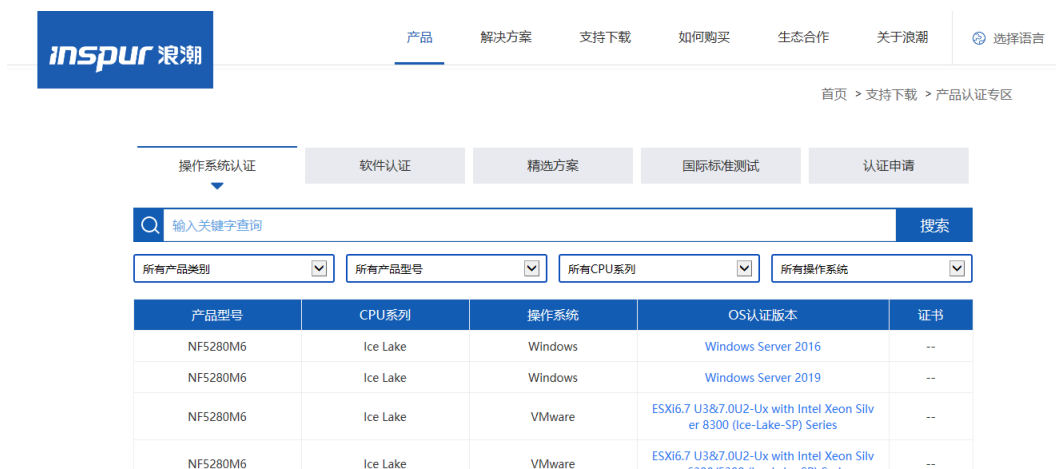 inspur 浪潮
产品 解决方案 支持下载 如何购买 生态合作 关于浪潮 选择语言
首页 > 支持下载 > 产品认证专区
操作系统认证 软件认证 精选方案 国际标准测试 认证申请
输入关键字查询 搜索
所有产品类别 所有产品型号 所有CPU系列 所有操作系统
产品型号 CPU系列 操作系统 OS认证版本 证书
NF5280M6 Ice Lake Windows Windows Server 2016 --
NF5280M6 Ice Lake Windows Windows Server 2019 --
NF5280M6 Ice Lake VMware ESXi6.7 U3&7.0U2-Ux with Intel Xeon Silv
er 8300 (Ice-Lake-SP) Series --
NF5280M6 Ice Lake VMware ESXi6.7 U3&7.0U2-Ux with Intel Xeon Silv
--